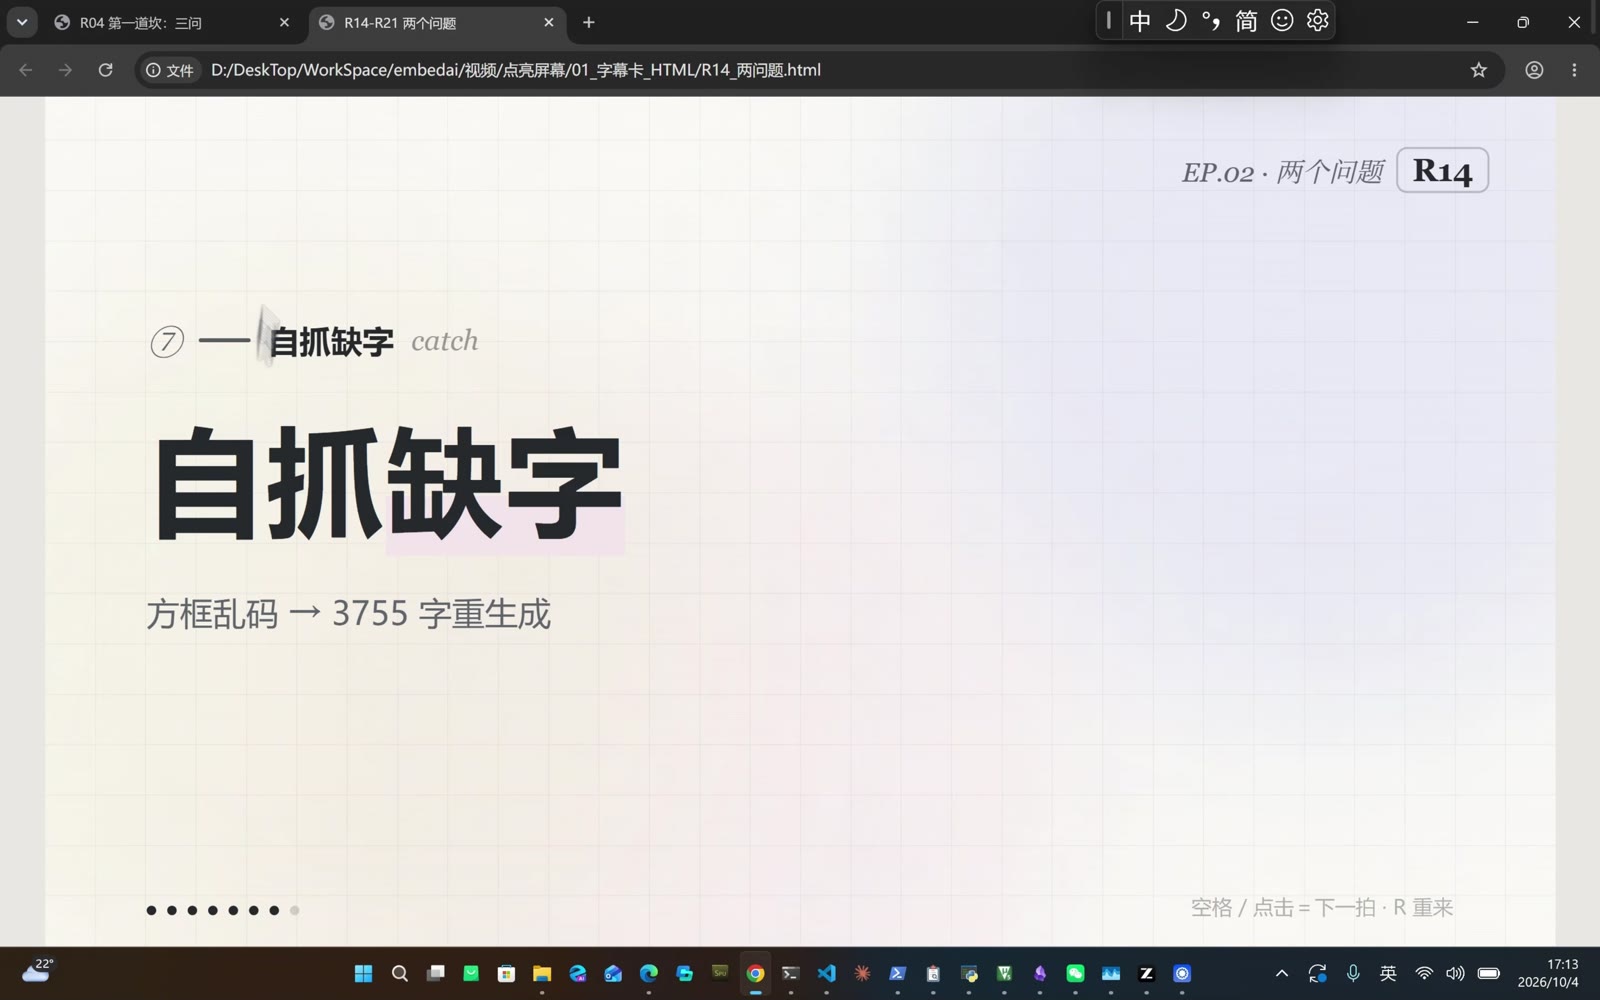 R04 第一道坎：三问
R14-R21 两个问题
中 简
文件 D:/DeskTop/WorkSpace/embedai/视频/点亮屏幕/01_字幕卡_HTML/R14_两问题.html
EP.02 · 两个问题 R14
⑦ — 自抓缺字 catch
自抓缺字
方框乱码 → 3755 字重生成
空格 / 点击 = 下一拍 · R 重来
22°
英
17:13
2026/10/4